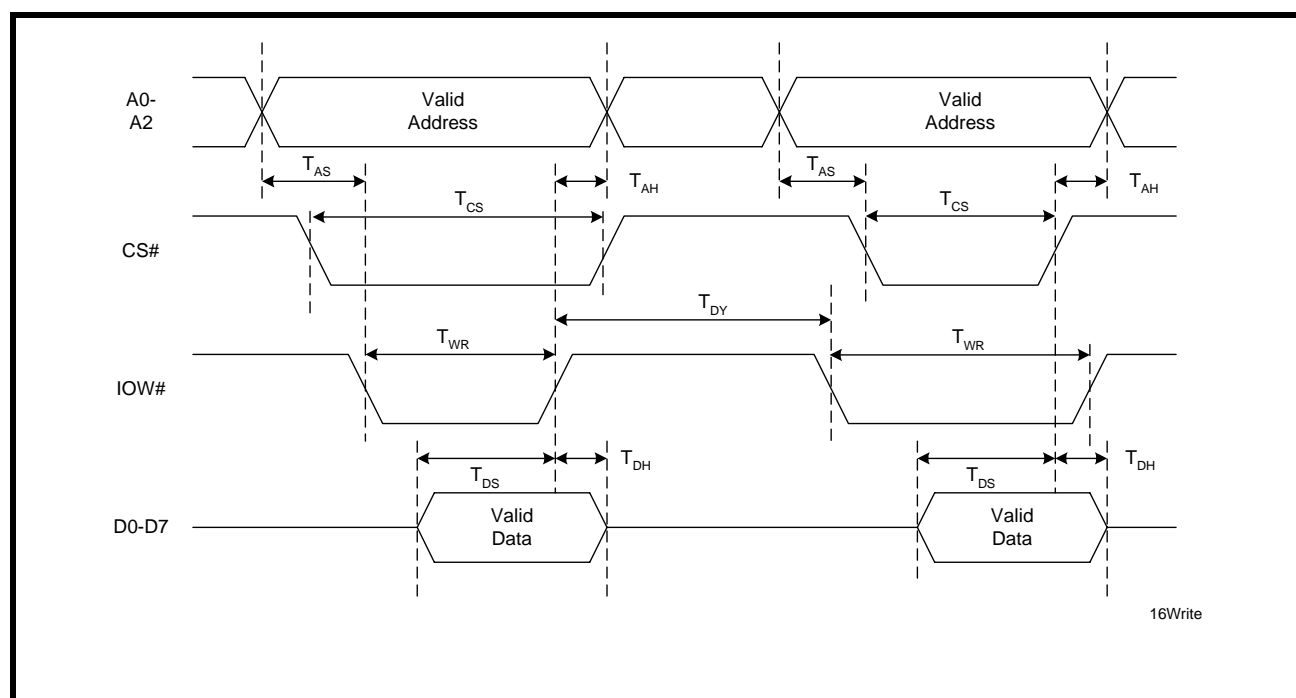 A0-
A2
Valid
Address
Valid
Address
TAS
TAH
TAS
TAH
TCS
TCS
CS#
TDY
TWR
TWR
IOW#
TDS
TDH
TDS
TDH
D0-D7
Valid
Data
Valid
Data
16Write